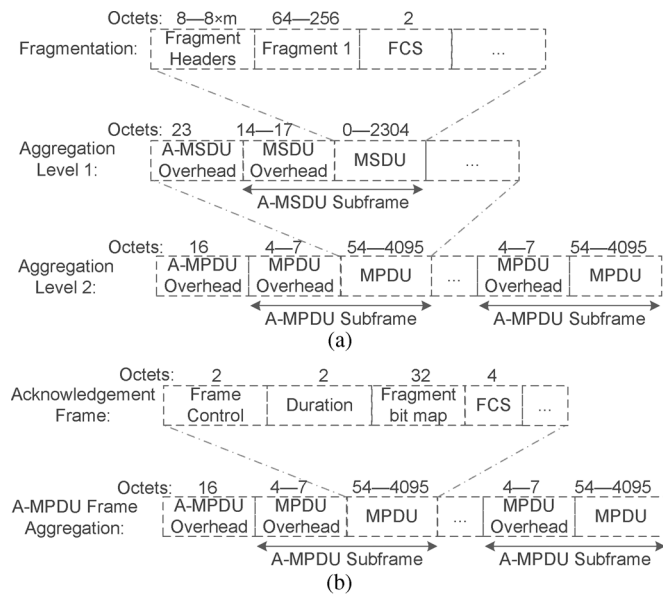 Octets: 8—8×m 64—256 2
Fragmentation: Fragment Headers Fragment 1 FCS ...
Octets: 23 14—17 0—2304
Aggregation Level 1: A-MSDU Overhead MSDU Overhead MSDU ...
A-MSDU Subframe
Octets: 16 4—7 54—4095 4—7 54—4095
Aggregation Level 2: A-MPDU Overhead MPDU Overhead MPDU ... MPDU Overhead MPDU
A-MPDU Subframe A-MPDU Subframe
(a)
Octets: 2 2 32 4
Acknowledgement Frame: Frame Control Duration Fragment bit map FCS ...
Octets: 16 4—7 54—4095 4—7 54—4095
A-MPDU Frame Aggregation: A-MPDU Overhead MPDU Overhead MPDU ... MPDU Overhead MPDU
A-MPDU Subframe A-MPDU Subframe
(b)